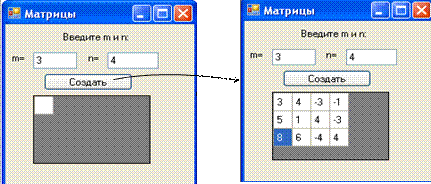 Матрицы
Введите m и n:
m= 3 n= 4
Создать
Матрицы
Введите m и n:
m= 3 n= 4
Создать
3 4 -3 -1
5 1 4 -3
8 6 -4 4